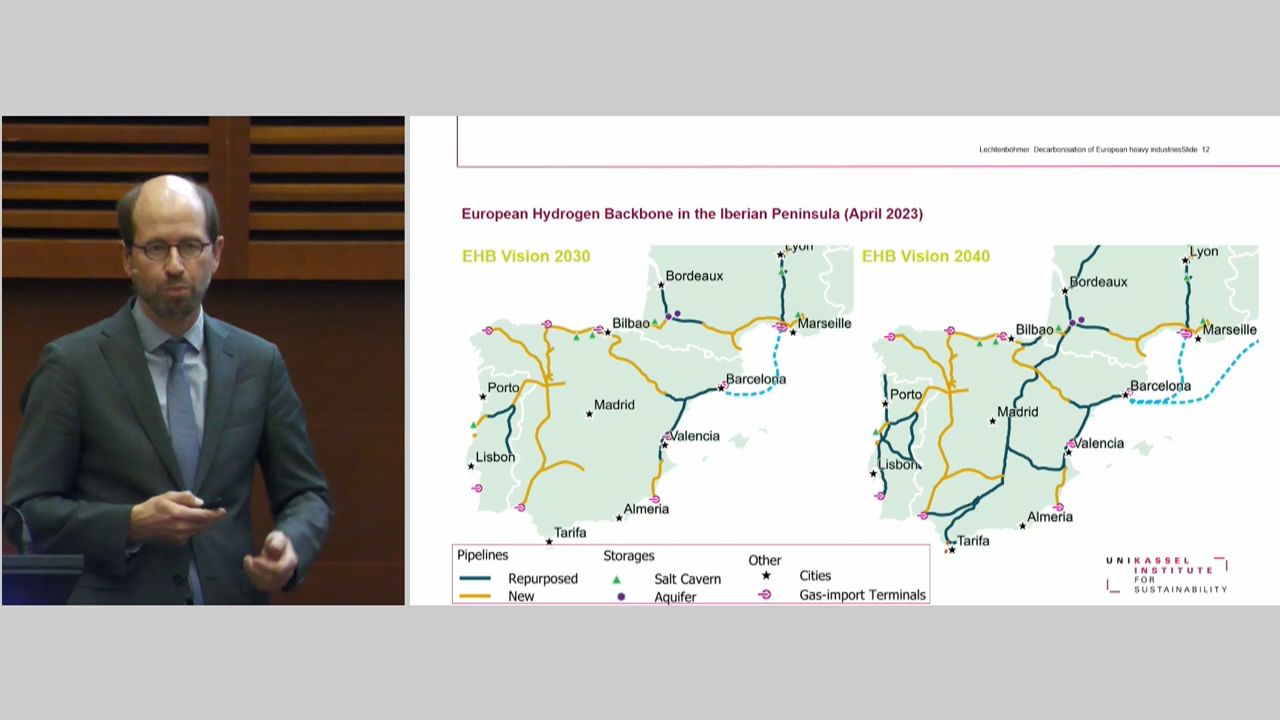 Lechtenböhmer: Decarbonisation of European heavy industriesSlide 12
European Hydrogen Backbone in the Iberian Peninsula (April 2023)
EHB Vision 2030
Lyon
Bordeaux
Bilbao
Marseille
Barcelona
Porto
Madrid
Valencia
Lisbon
Almeria
Tarifa
EHB Vision 2040
Lyon
Bordeaux
Bilbao
Marseille
Barcelona
Porto
Madrid
Valencia
Lisbon
Almeria
Tarifa
Pipelines
Repurposed
New
Storages
Salt Cavern
Aquifer
Other
Cities
Gas-import Terminals
UNIKASSEL
INSTITUTE
FOR
SUSTAINABILITY